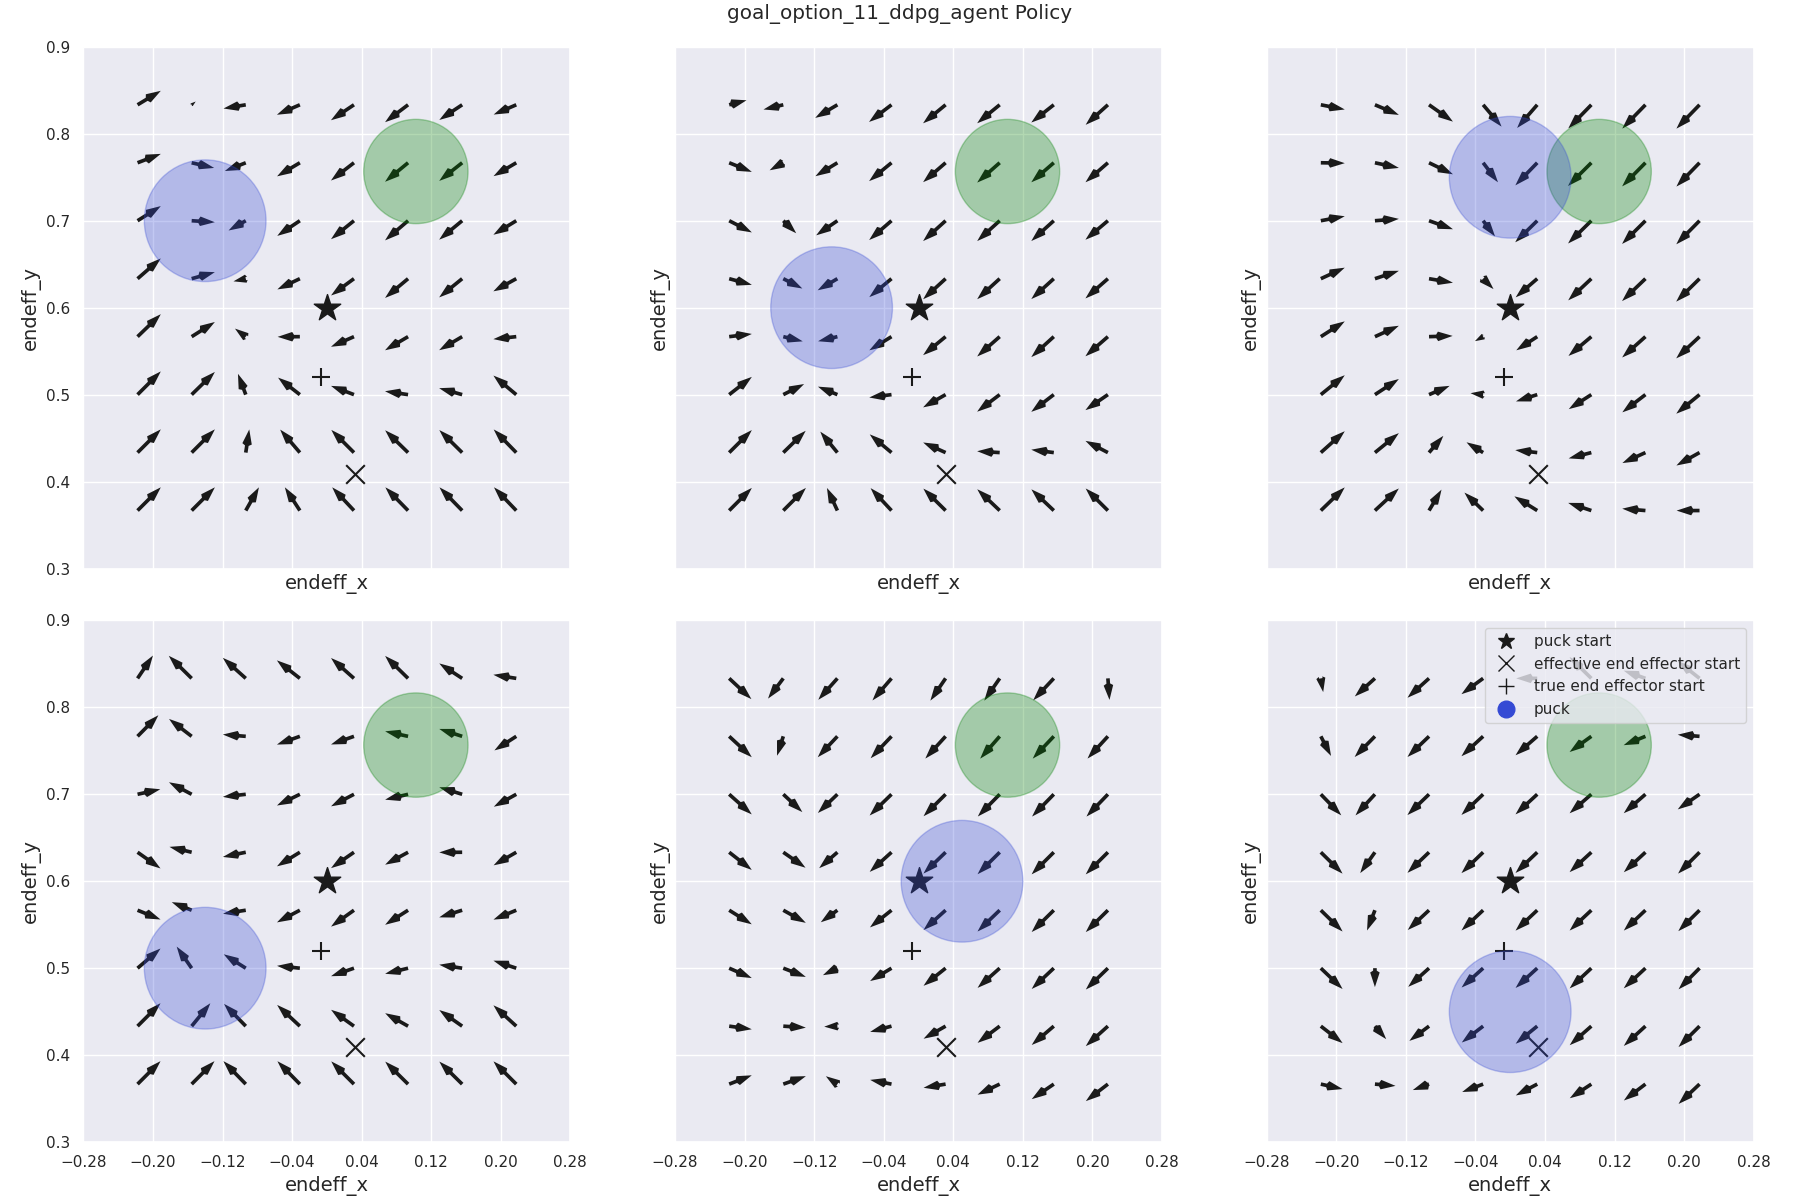 goal_option_11_ddpg_agent Policy
0.9
0.8
0.7
0.6
0.5
0.4
0.3
endeff_y
endeff_x
endeff_y
endeff_x
endeff_y
endeff_x
0.9
0.8
0.7
0.6
0.5
0.4
0.3
endeff_y
−0.28 −0.20 −0.12 −0.04 0.04 0.12 0.20 0.28
endeff_x
endeff_y
−0.28 −0.20 −0.12 −0.04 0.04 0.12 0.20 0.28
endeff_x
puck start
effective end effector start
true end effector start
puck
endeff_y
−0.28 −0.20 −0.12 −0.04 0.04 0.12 0.20 0.28
endeff_x